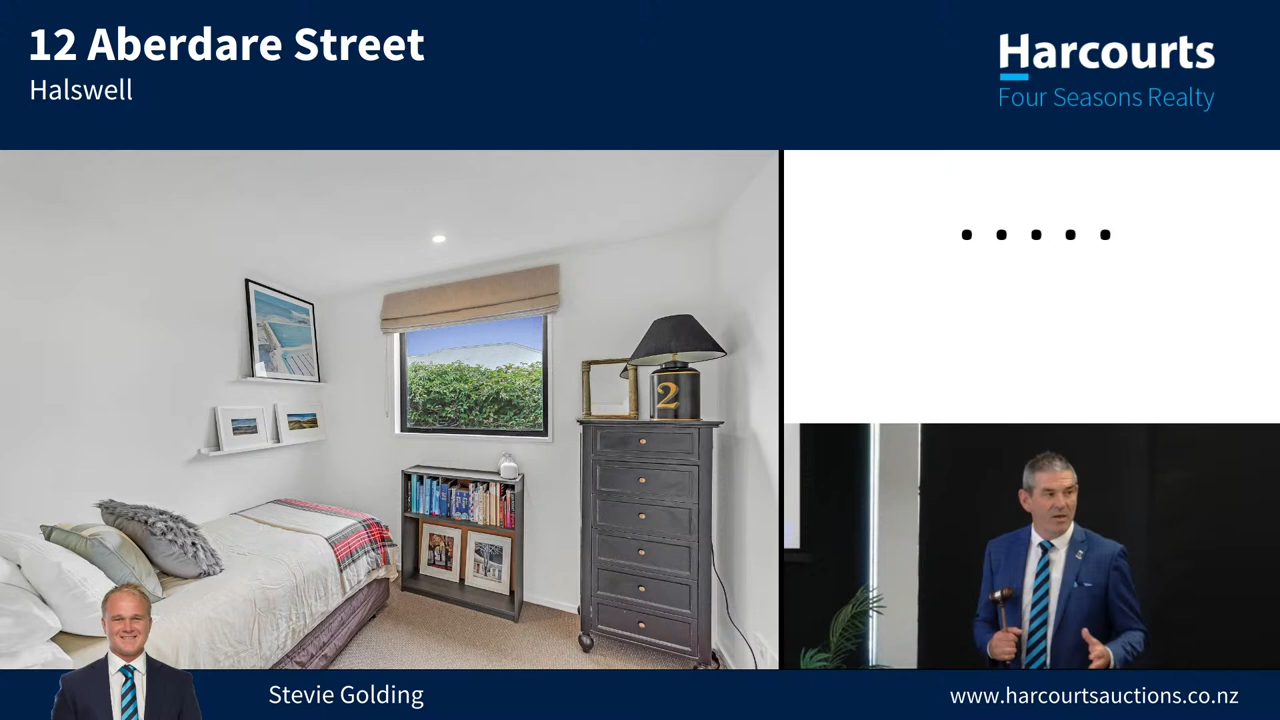 12 Aberdare Street
Halswell
Harcourts
Four Seasons Realty
.....
2
Stevie Golding
www.harcourtsauctions.co.nz